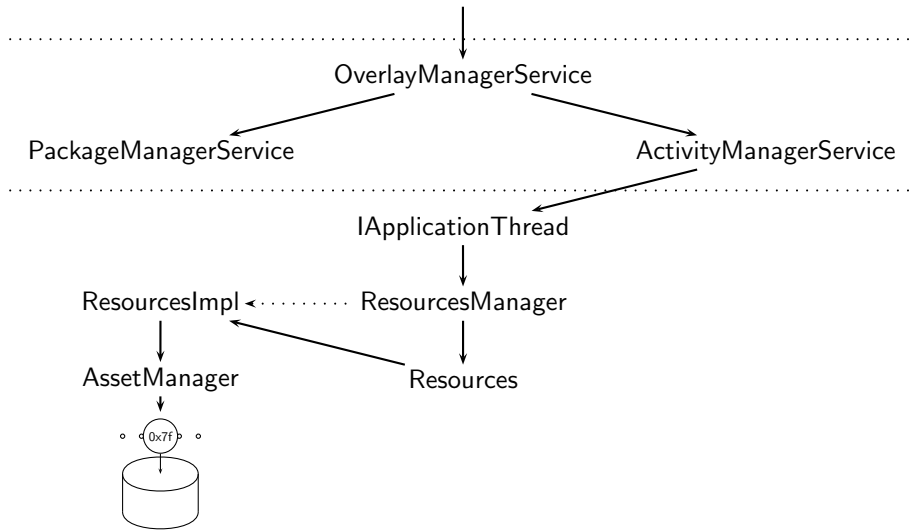 OverlayManagerService
PackageManagerService
ActivityManagerService
IApplicationThread
ResourcesImpl
ResourcesManager
AssetManager
Resources
0x7f